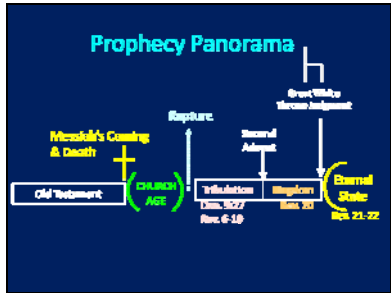 Prophecy Panorama
Great White
Throne Judgment
Rapture
Messiah's Coming
& Death
Second
Advent
Old Testament
CHURCH
AGE
Tribulation
Kingdom
Eternal
State
Dan. 9:27
Rev. 6-19
Rev. 20
Rev. 21-22